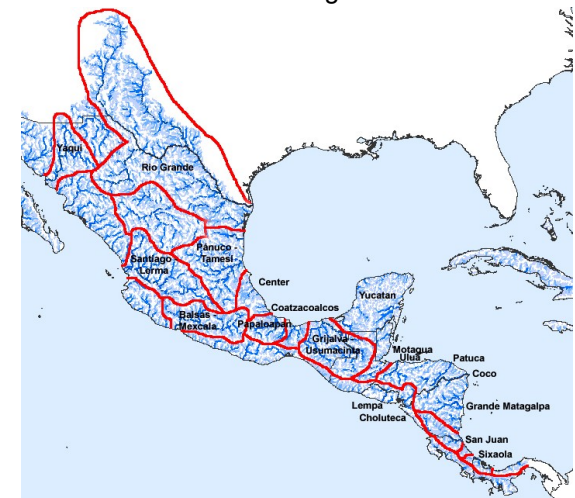 Yaqui
Rio Grande
Panuco -
Tamesi
Santiago
Lerma
Center
Yucatan
Coatzacoalcos
Balsas -
Mexcala
Papaloapan
Grijalva -
Usumacinta
Motagua
Ulua
Patuca
Coco
Lempa
Choluteca
Grande Matagalpa
San Juan
Sixaola